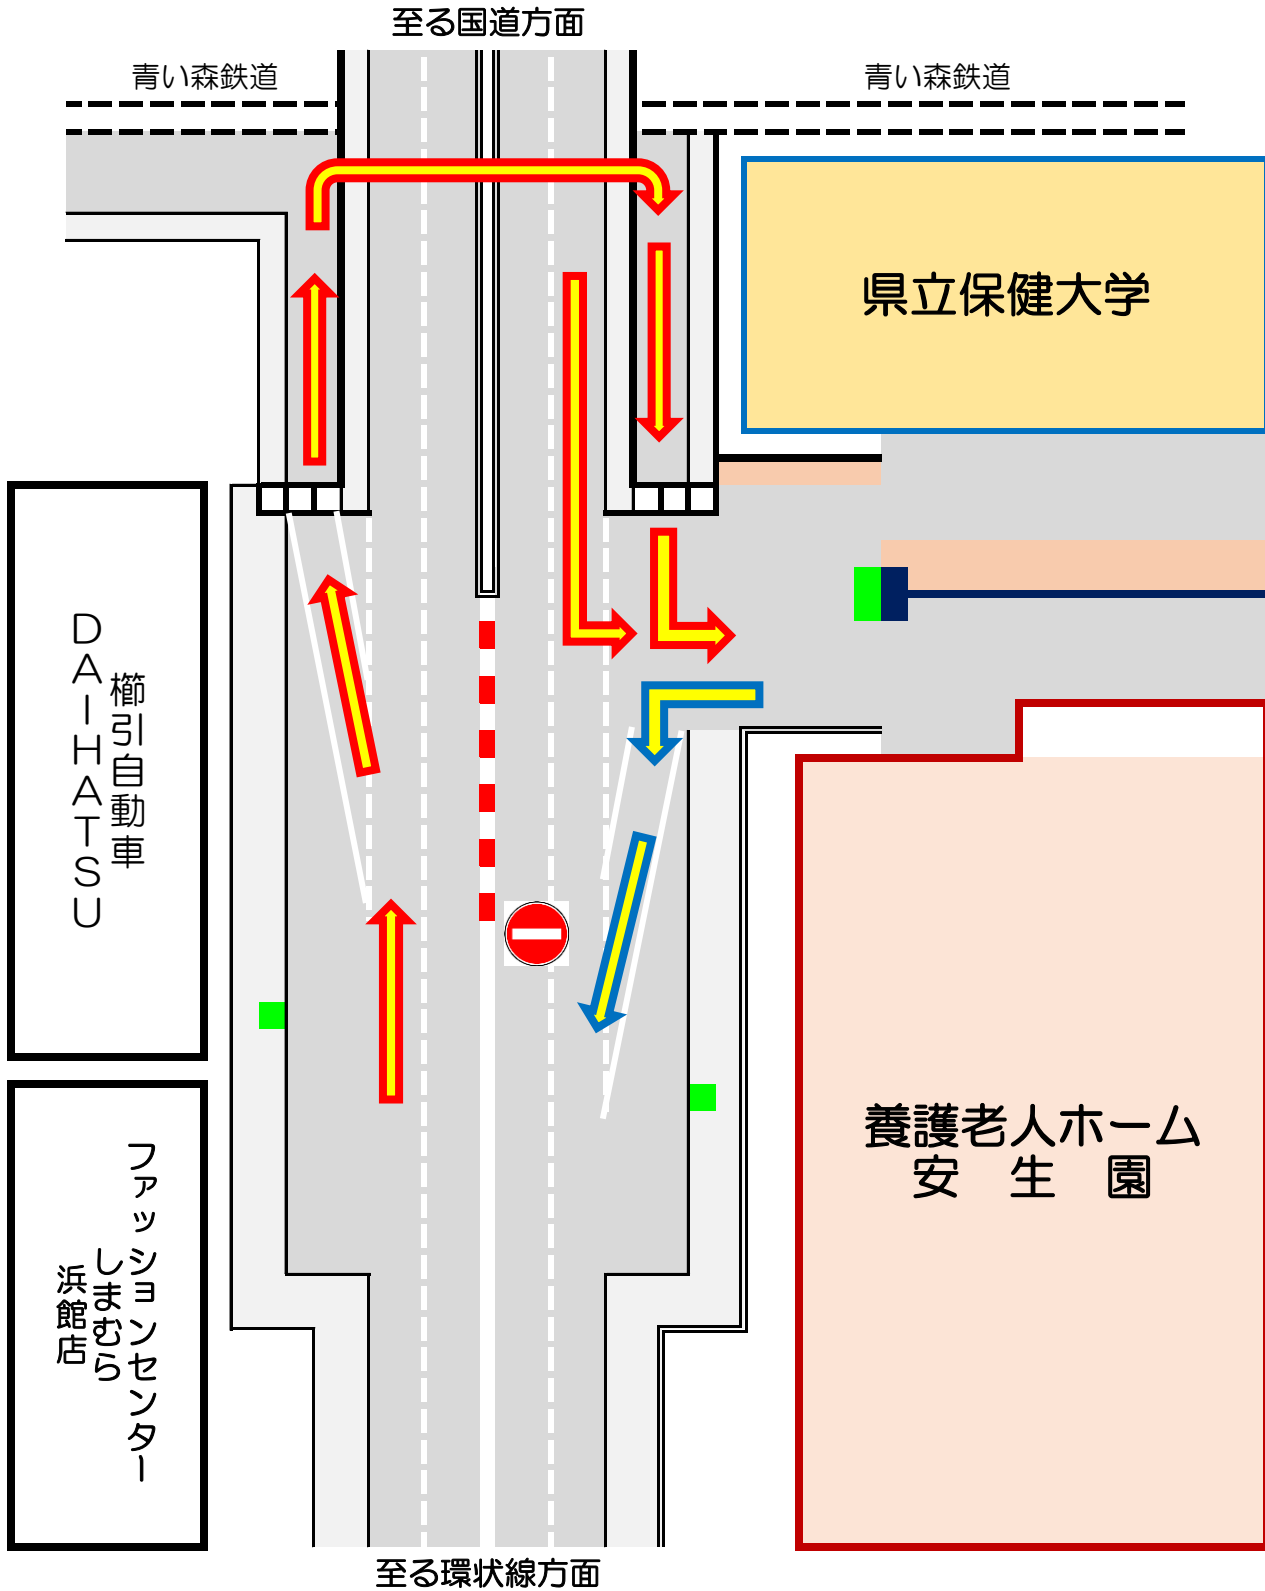 至る国道方面
青い森鉄道
青い森鉄道
県立保健大学
櫛引自動車
DAIHATSU
養護老人ホーム
安 生 園
ファッションセンター
しまむら
浜館店
至る環状線方面